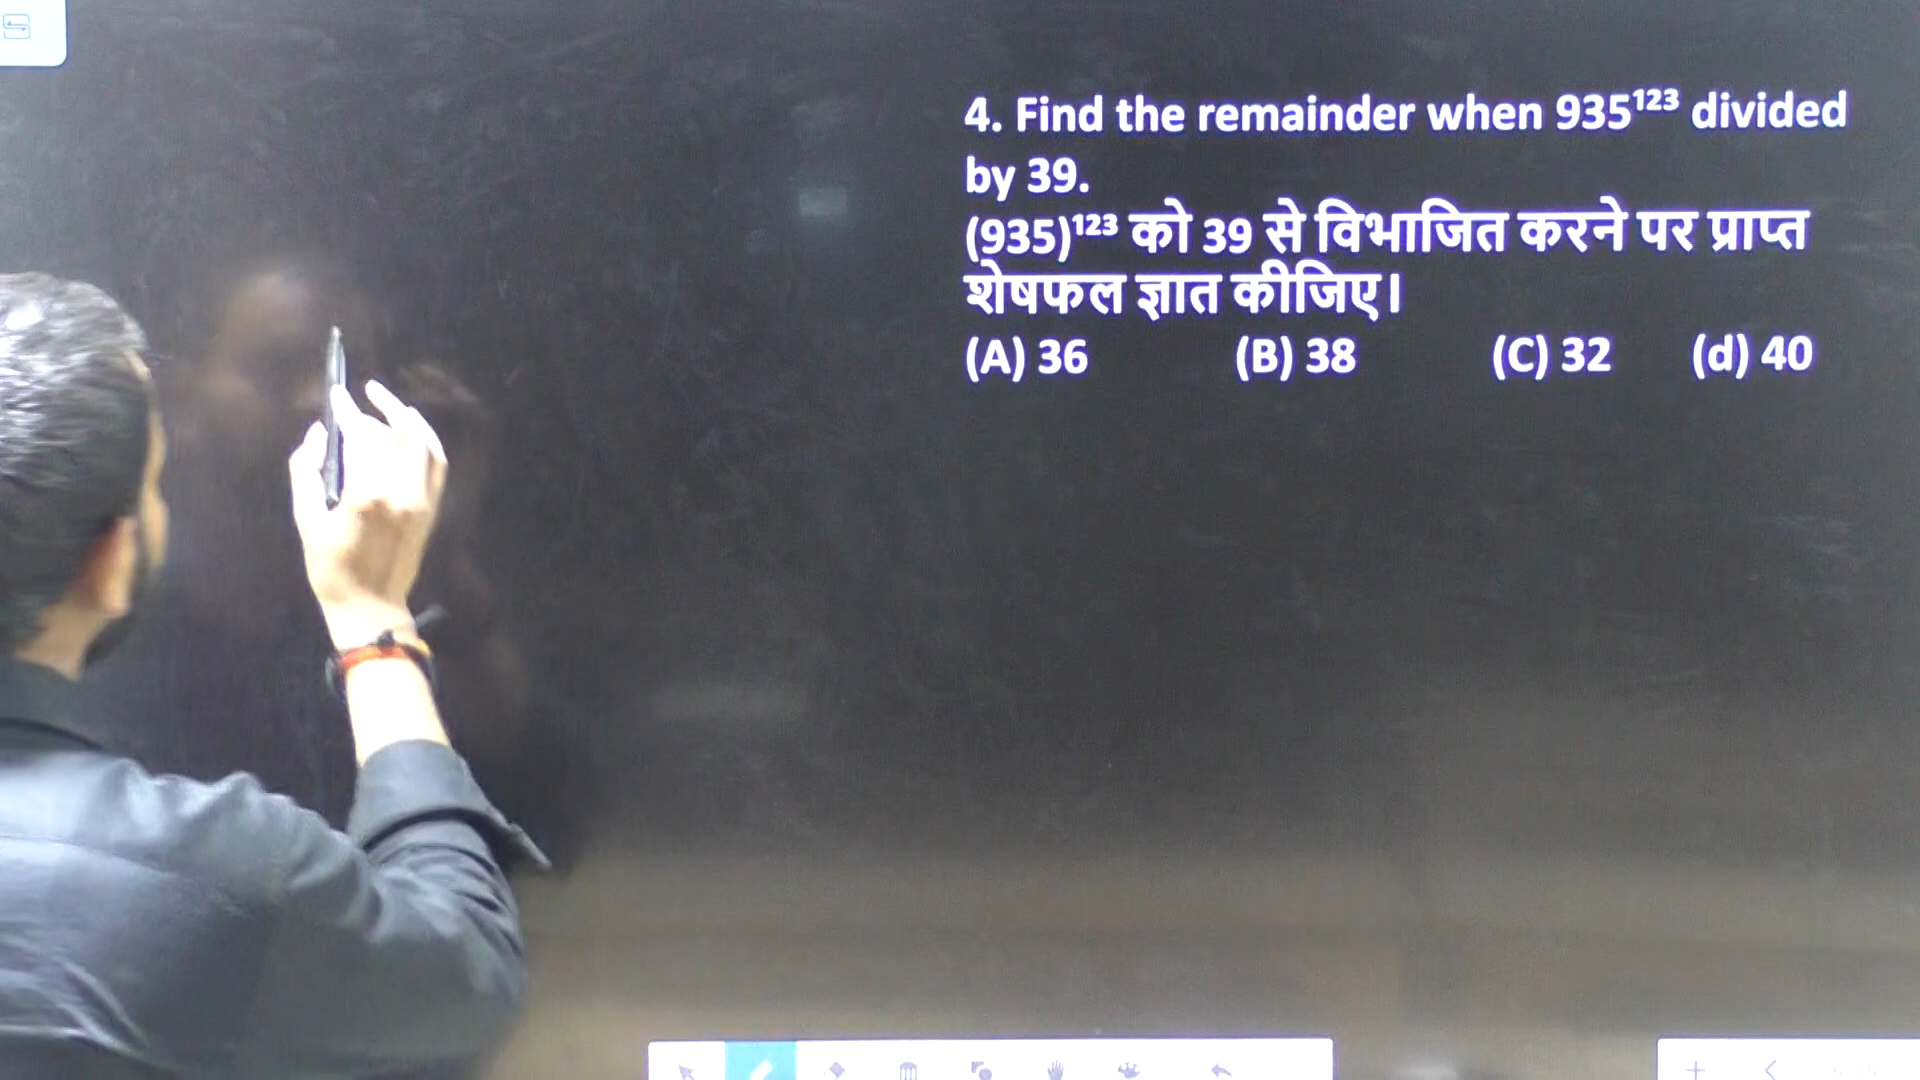 4. Find the remainder when 935¹²³ divided
by 39.
(935)¹²³ को 39 से विभाजित करने पर प्राप्त
शेषफल ज्ञात कीजिए।
(A) 36 (B) 38 (C) 32 (d) 40